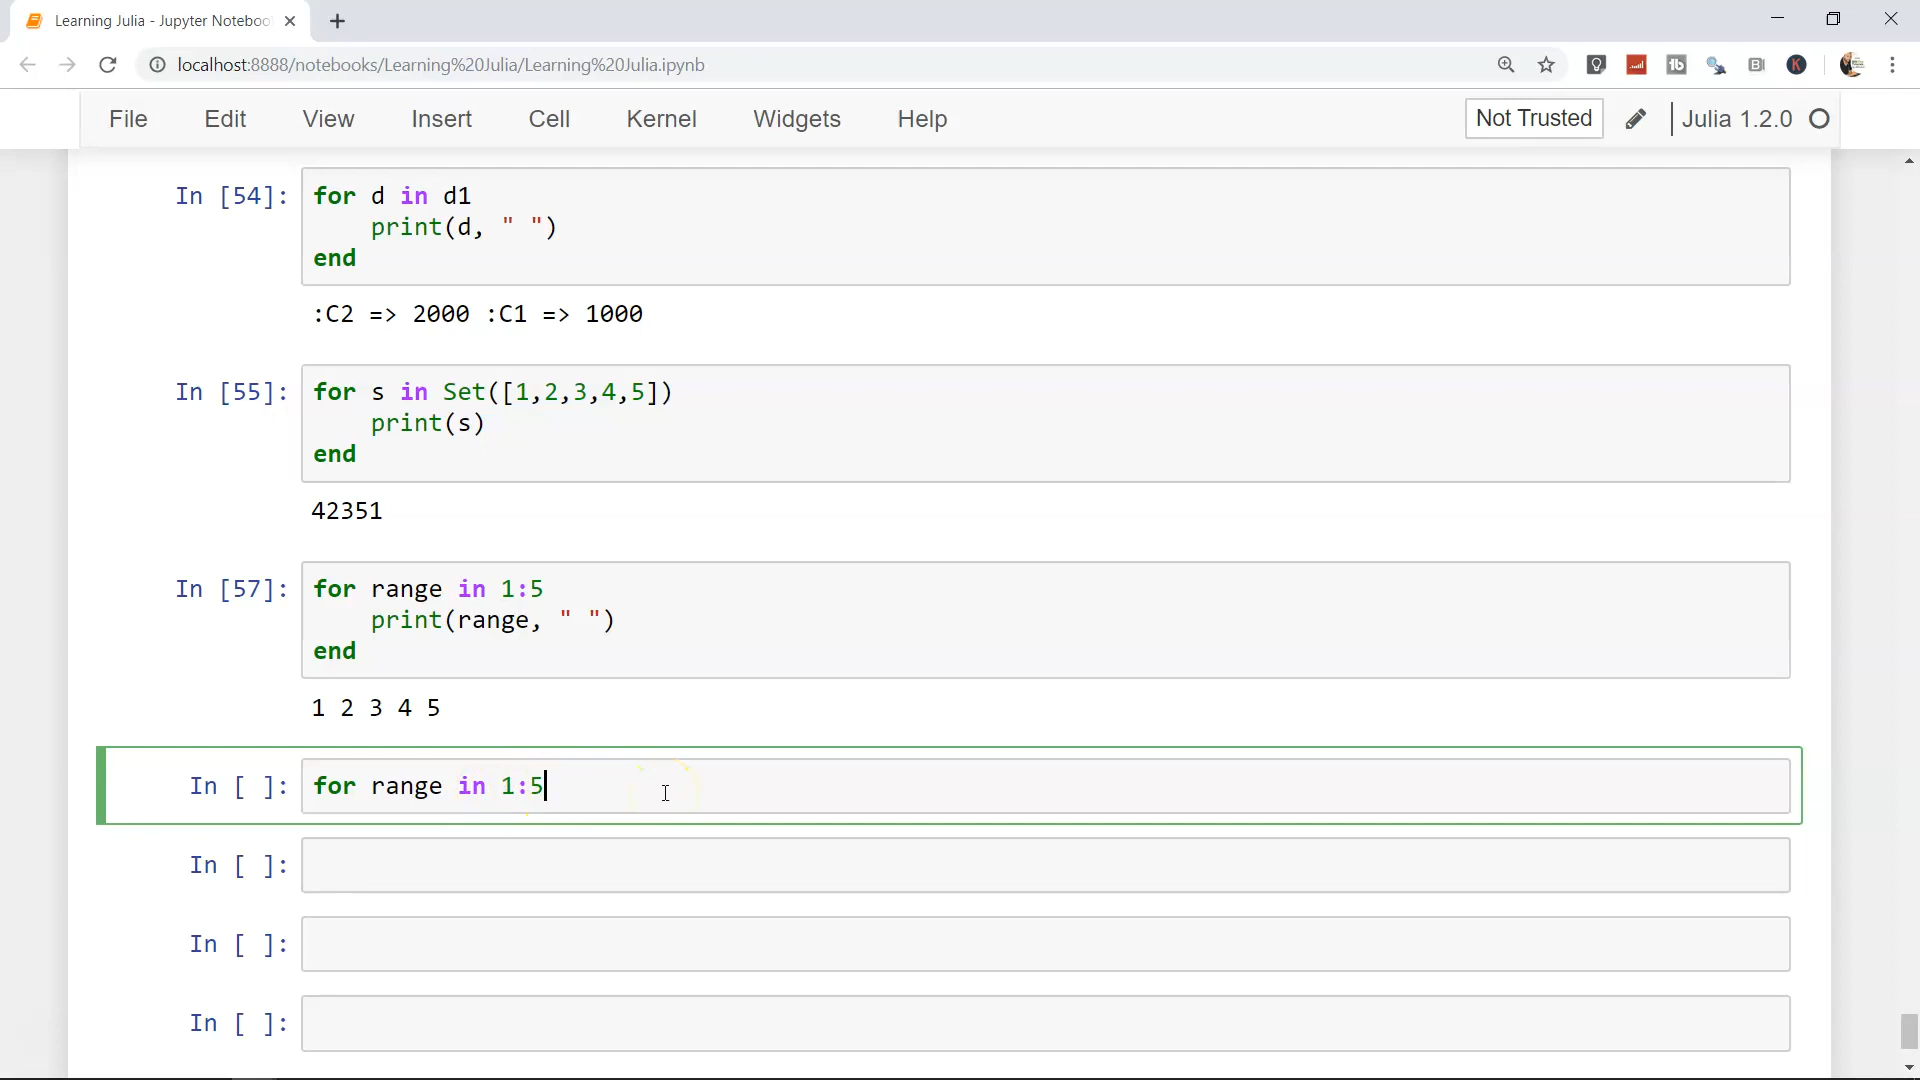 Learning Julia - Jupyter Noteboo
localhost:8888/notebooks/Learning%20Julia/Learning%20Julia.ipynb
File Edit View Insert Cell Kernel Widgets Help Not Trusted Julia 1.2.0
In [54]: for d in d1
print(d, " ")
end
:C2 => 2000 :C1 => 1000
In [55]: for s in Set([1,2,3,4,5])
print(s)
end
42351
In [57]: for range in 1:5
print(range, " ")
end
1 2 3 4 5
In [ ]: for range in 1:5
In [ ]:
In [ ]:
In [ ]: